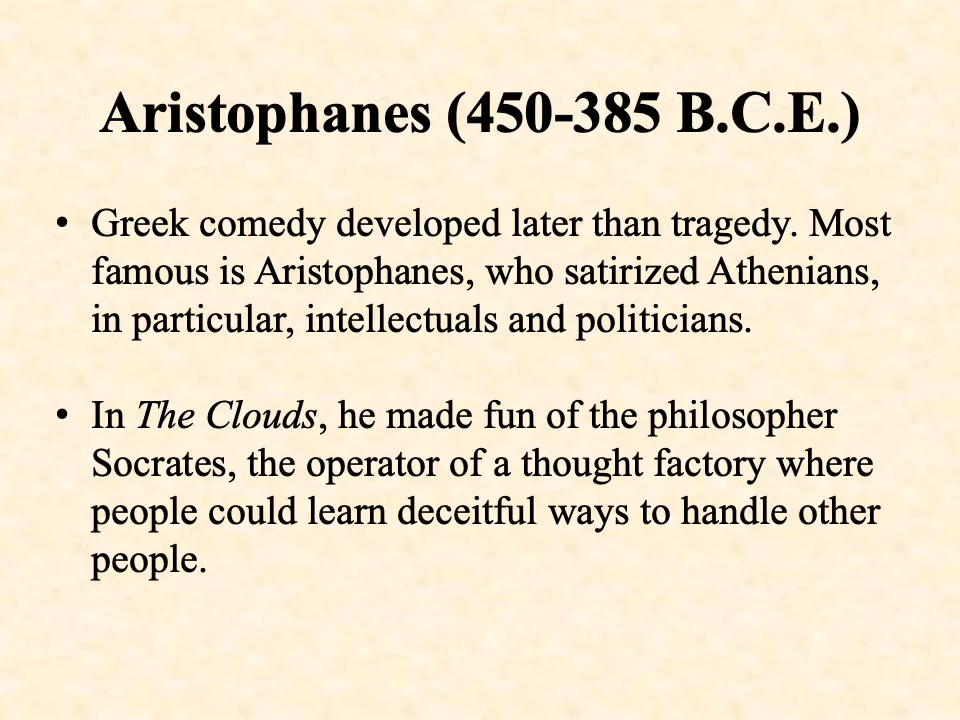 Aristophanes (450-385 B.C.E.)
• Greek comedy developed later than tragedy. Most
famous is Aristophanes, who satirized Athenians,
in particular, intellectuals and politicians.
• In The Clouds, he made fun of the philosopher
Socrates, the operator of a thought factory where
people could learn deceitful ways to handle other
people.